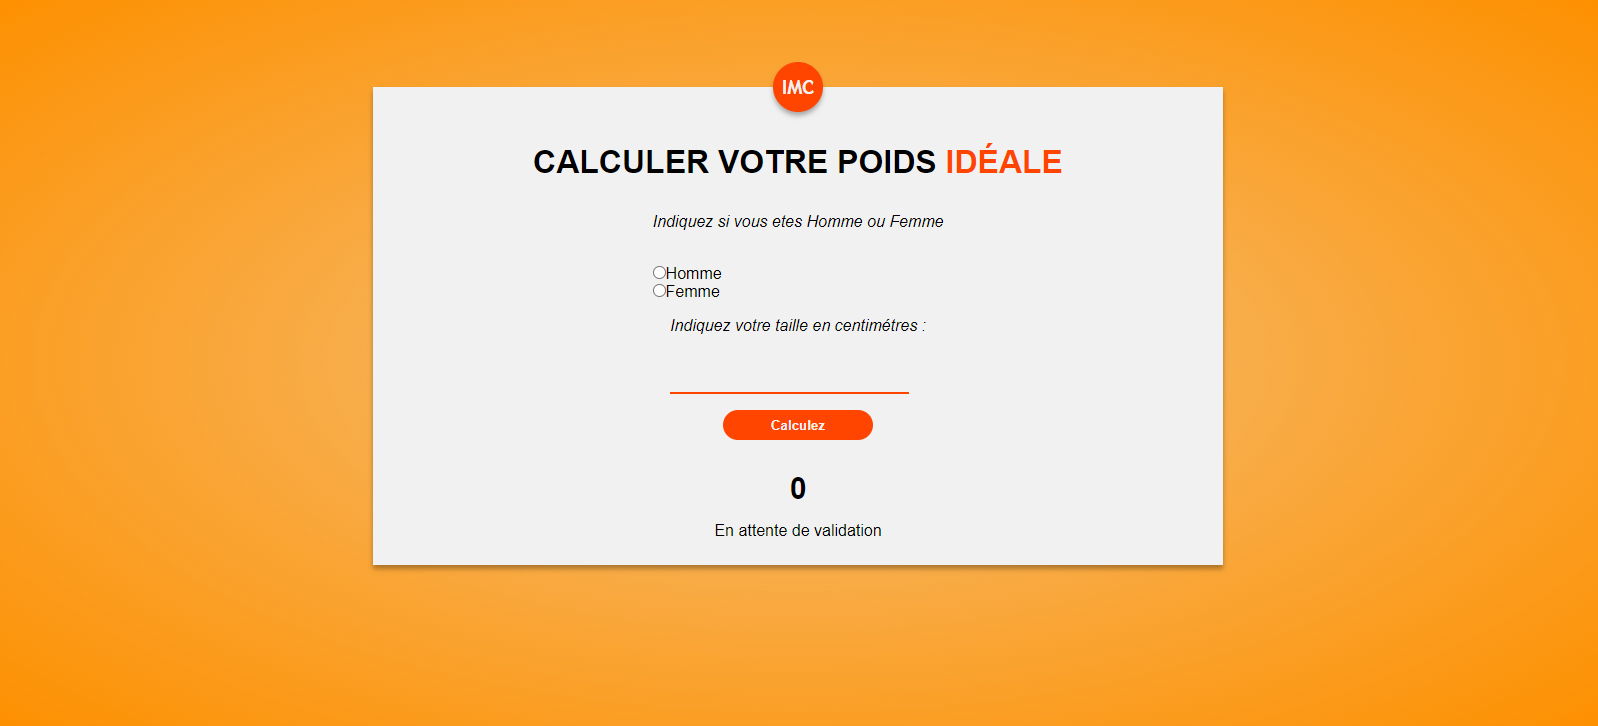 IMC
CALCULER VOTRE POIDS IDÉALE
Indiquez si vous etes Homme ou Femme
Homme
Femme
Indiquez votre taille en centimétres :
Calculez
0
En attente de validation